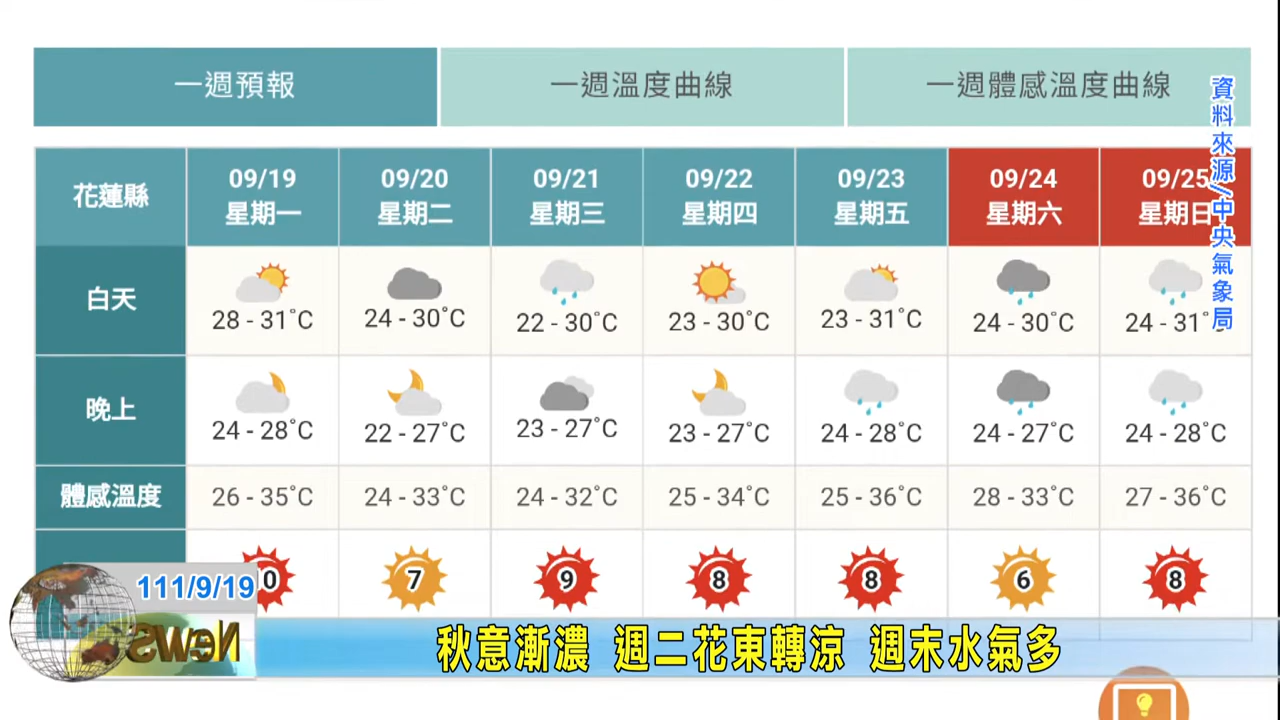 一週預報 一週溫度曲線 一週體感溫度曲線
資料來源/中央氣象局
花蓮縣 09/19 09/20 09/21 09/22 09/23 09/24 09/25
星期一 星期二 星期三 星期四 星期五 星期六 星期日
白天 28 - 31°C 24 - 30°C 22 - 30°C 23 - 30°C 23 - 31°C 24 - 30°C 24 - 31°C
晚上 24 - 28°C 22 - 27°C 23 - 27°C 23 - 27°C 24 - 28°C 24 - 27°C 24 - 28°C
體感溫度 26 - 35°C 24 - 33°C 24 - 32°C 25 - 34°C 25 - 36°C 28 - 33°C 27 - 36°C
0 7 9 8 8 6 8
111/9/19
News
秋意漸濃 週二花東轉涼 週末水氣多